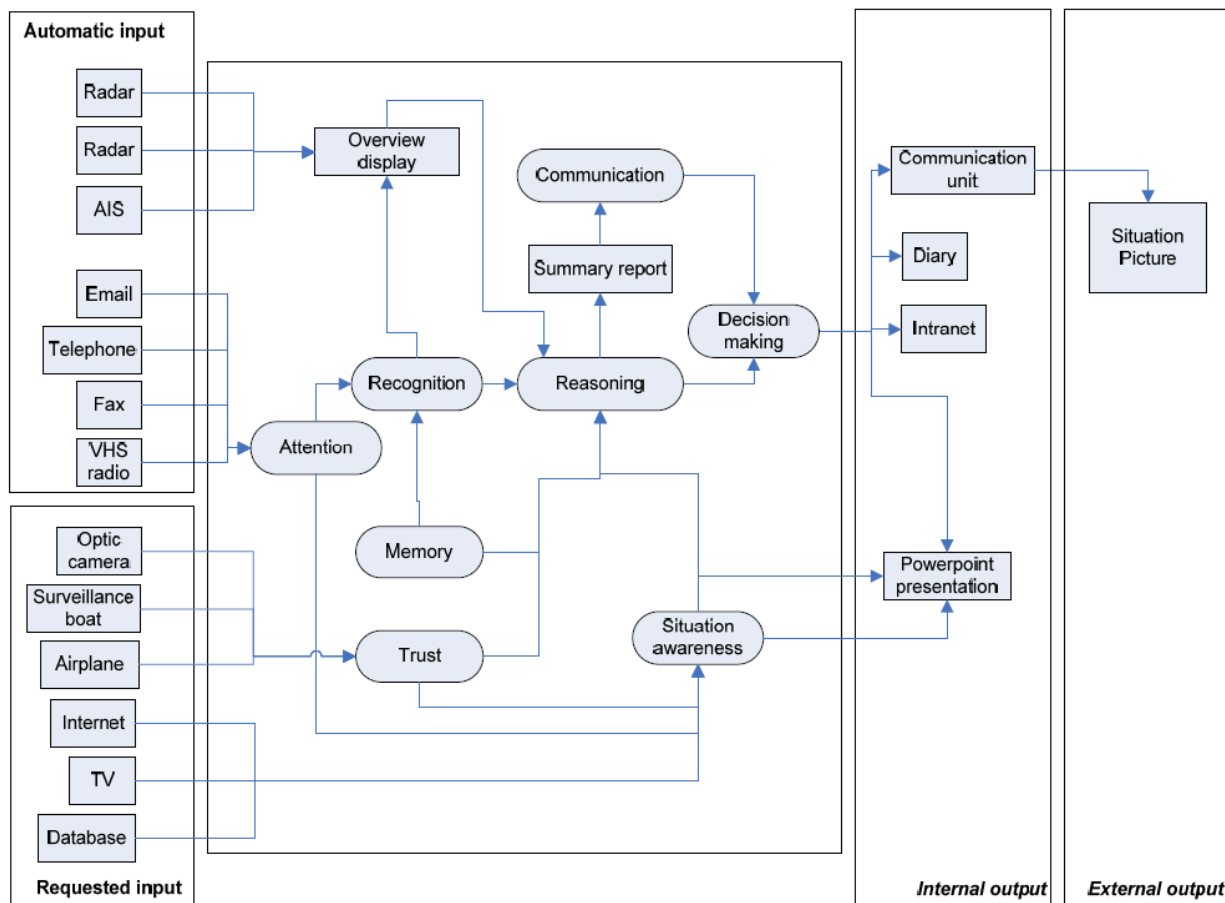 Automatic input
Radar
Radar
AIS
Email
Telephone
Fax
VHS
radio
Optic
camera
Surveillance
boat
Airplane
Internet
TV
Database
Requested input
Overview
display
Communication
Summary report
Decision
making
Recognition
Reasoning
Attention
Memory
Trust
Situation
awareness
Communication
unit
Diary
Intranet
Powerpoint
presentation
Internal output
Situation
Picture
External output